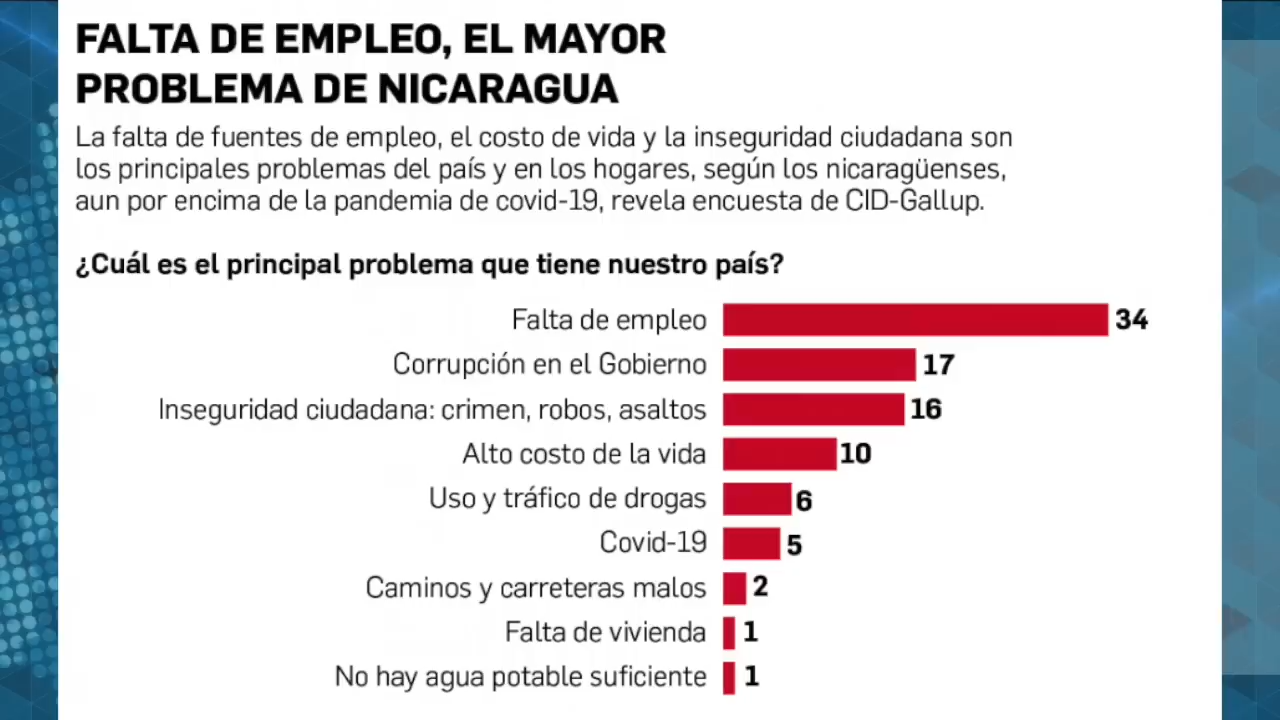 FALTA DE EMPLEO, EL MAYOR
PROBLEMA DE NICARAGUA
La falta de fuentes de empleo, el costo de vida y la inseguridad ciudadana son
los principales problemas del país y en los hogares, según los nicaragüenses,
aun por encima de la pandemia de covid-19, revela encuesta de CID-Gallup.
¿Cuál es el principal problema que tiene nuestro país?
Falta de empleo 34
Corrupción en el Gobierno 17
Inseguridad ciudadana: crimen, robos, asaltos 16
Alto costo de la vida 10
Uso y tráfico de drogas 6
Covid-19 5
Caminos y carreteras malos 2
Falta de vivienda 1
No hay agua potable suficiente 1